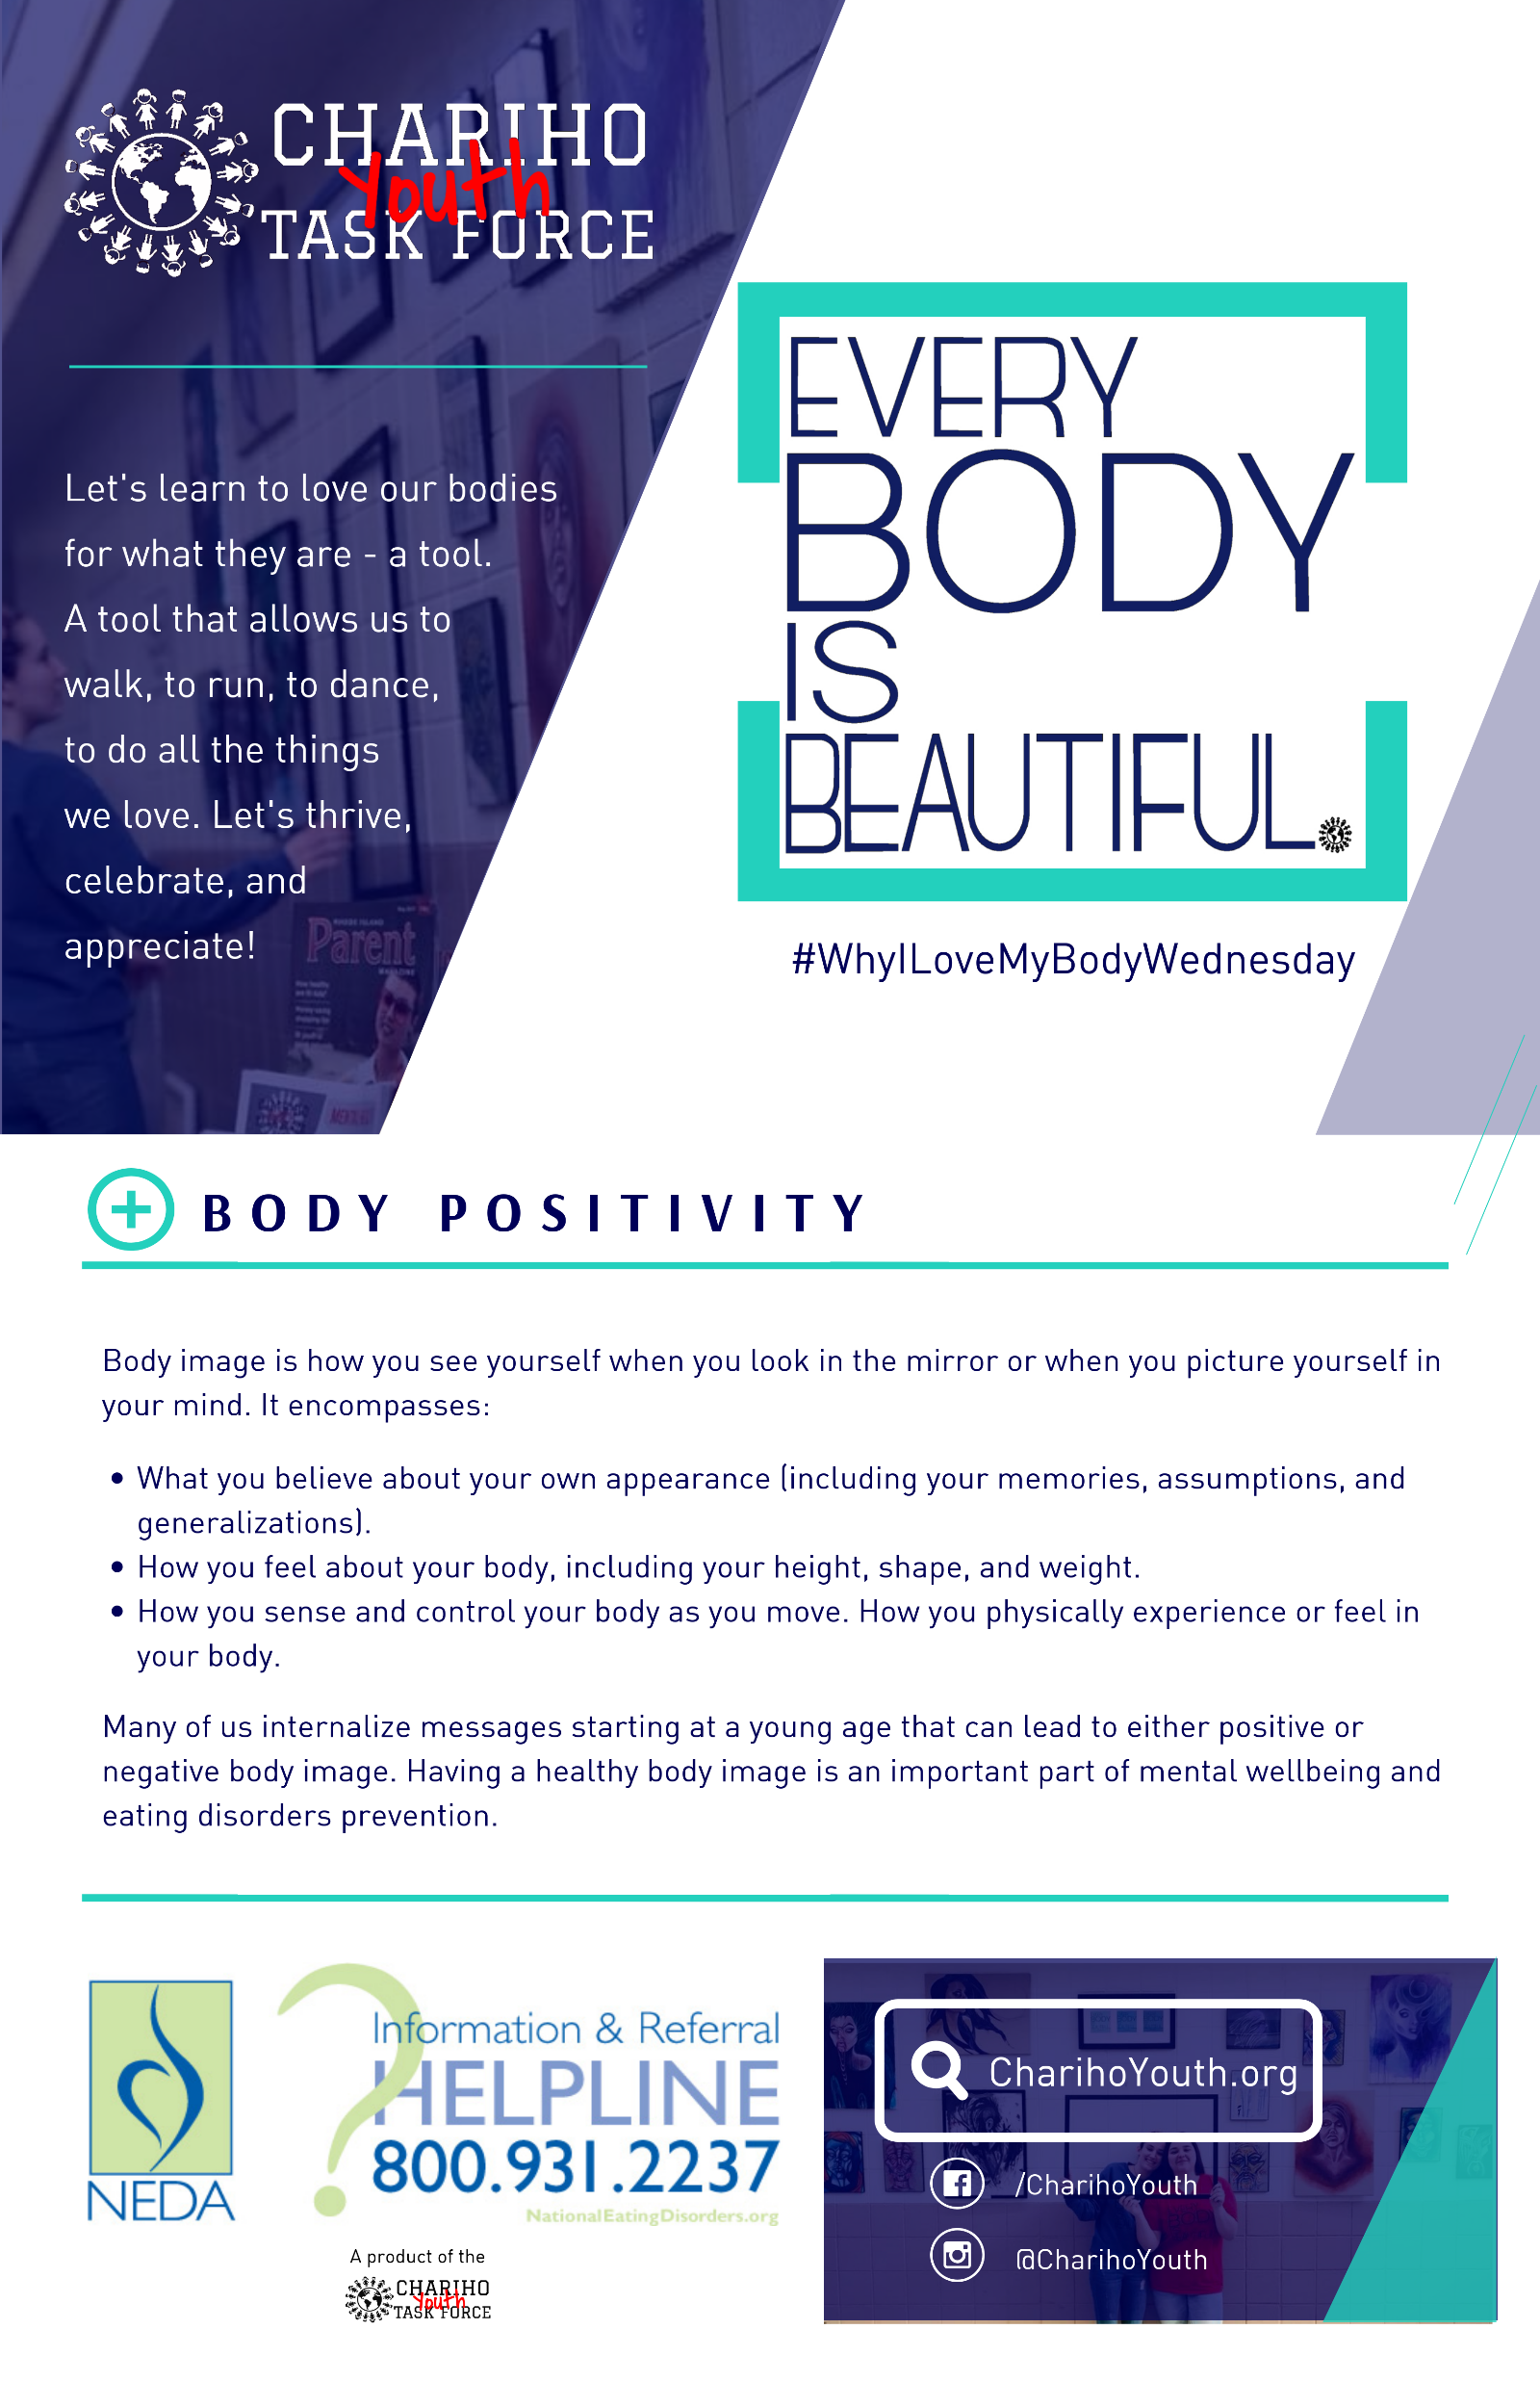 CHARIHO
Youth
TASK FORCE
Let's learn to love our bodies
for what they are - a tool.
A tool that allows us to
walk, to run, to dance,
to do all the things
we love. Let's thrive,
celebrate, and
appreciate!
RHODE ISLAND
Parent
MAGAZINE
EVERY
BODY
IS
BEAUTIFUL
#WhyILoveMyBodyWednesday
BODY POSITIVITY
Body image is how you see yourself when you look in the mirror or when you picture yourself in
your mind. It encompasses:
• What you believe about your own appearance (including your memories, assumptions, and
generalizations).
• How you feel about your body, including your height, shape, and weight.
• How you sense and control your body as you move. How you physically experience or feel in
your body.
Many of us internalize messages starting at a young age that can lead to either positive or
negative body image. Having a healthy body image is an important part of mental wellbeing and
eating disorders prevention.
NEDA
Information & Referral
HELPLINE
800.931.2237
NationalEatingDisorders.org
A product of the
CHARIHO
Youth
TASK FORCE
CharihoYouth.org
/CharihoYouth
@CharihoYouth